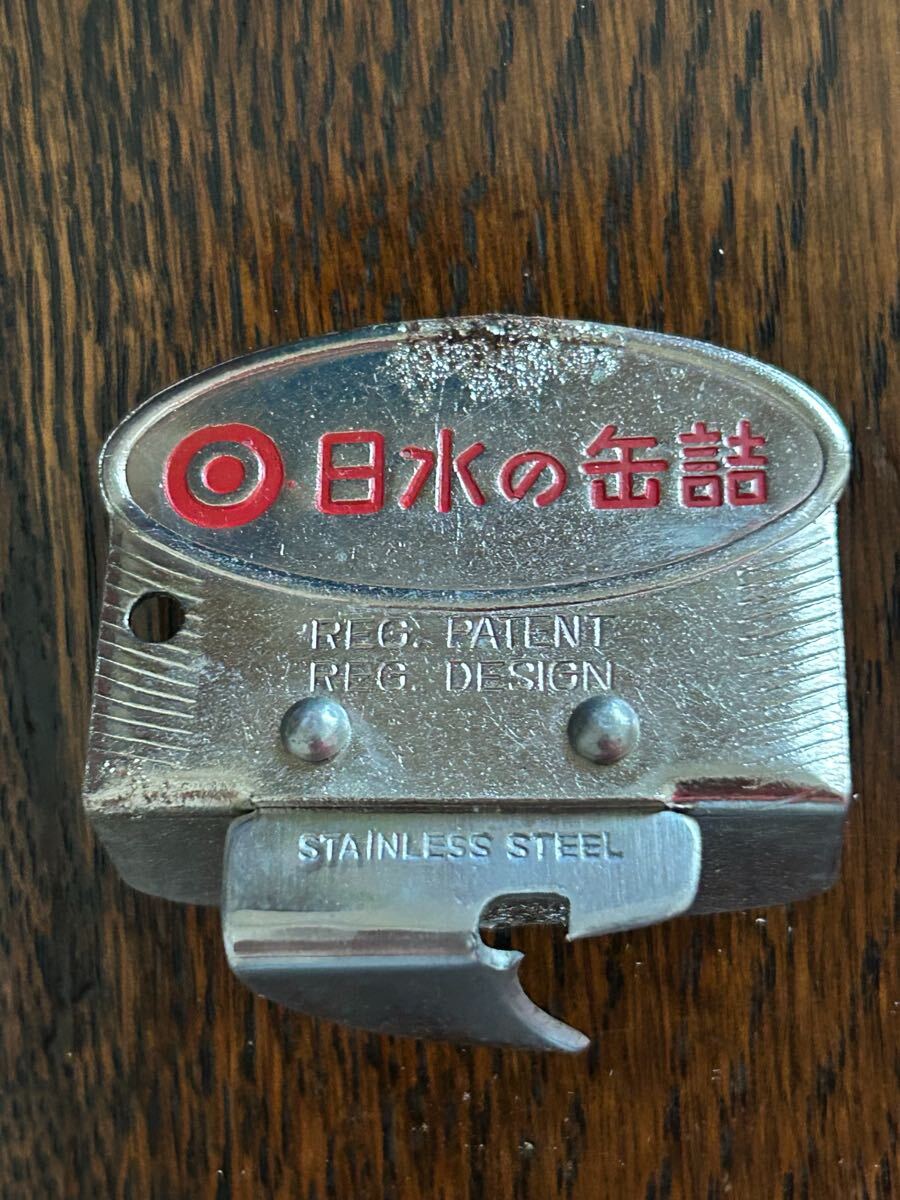 日水の缶詰
REG. PATENT
REG. DESIGN
STAINLESS STEEL